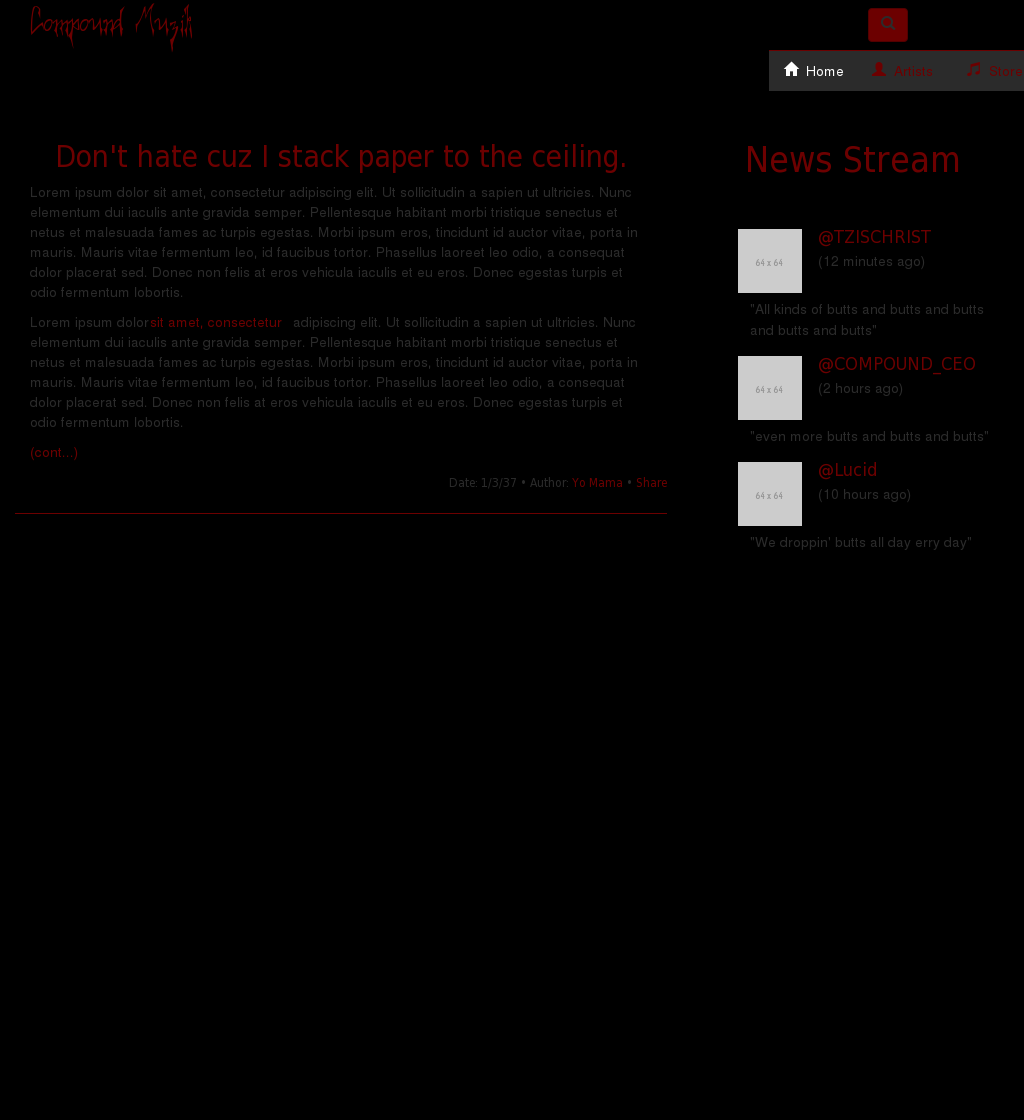 Compound Muzik
Home Artists Store
Don't hate cuz I stack paper to the ceiling.
Lorem ipsum dolor sit amet, consectetur adipiscing elit. Ut sollicitudin a sapien ut ultricies. Nunc
elementum dui iaculis ante gravida semper. Pellentesque habitant morbi tristique senectus et
netus et malesuada fames ac turpis egestas. Morbi ipsum eros, tincidunt id auctor vitae, porta in
mauris. Mauris vitae fermentum leo, id faucibus tortor. Phasellus laoreet leo odio, a consequat
dolor placerat sed. Donec non felis at eros vehicula iaculis et eu eros. Donec egestas turpis et
odio fermentum lobortis.
Lorem ipsum dolor sit amet, consectetur adipiscing elit. Ut sollicitudin a sapien ut ultricies. Nunc
elementum dui iaculis ante gravida semper. Pellentesque habitant morbi tristique senectus et
netus et malesuada fames ac turpis egestas. Morbi ipsum eros, tincidunt id auctor vitae, porta in
mauris. Mauris vitae fermentum leo, id faucibus tortor. Phasellus laoreet leo odio, a consequat
dolor placerat sed. Donec non felis at eros vehicula iaculis et eu eros. Donec egestas turpis et
odio fermentum lobortis.
(cont...)
Date: 1/3/37 • Author: Yo Mama • Share
News Stream
64 x 64
@TZISCHRIST
(12 minutes ago)
"All kinds of butts and butts and butts
and butts and butts"
64 x 64
@COMPOUND_CEO
(2 hours ago)
"even more butts and butts and butts"
64 x 64
@Lucid
(10 hours ago)
"We droppin' butts all day erry day"